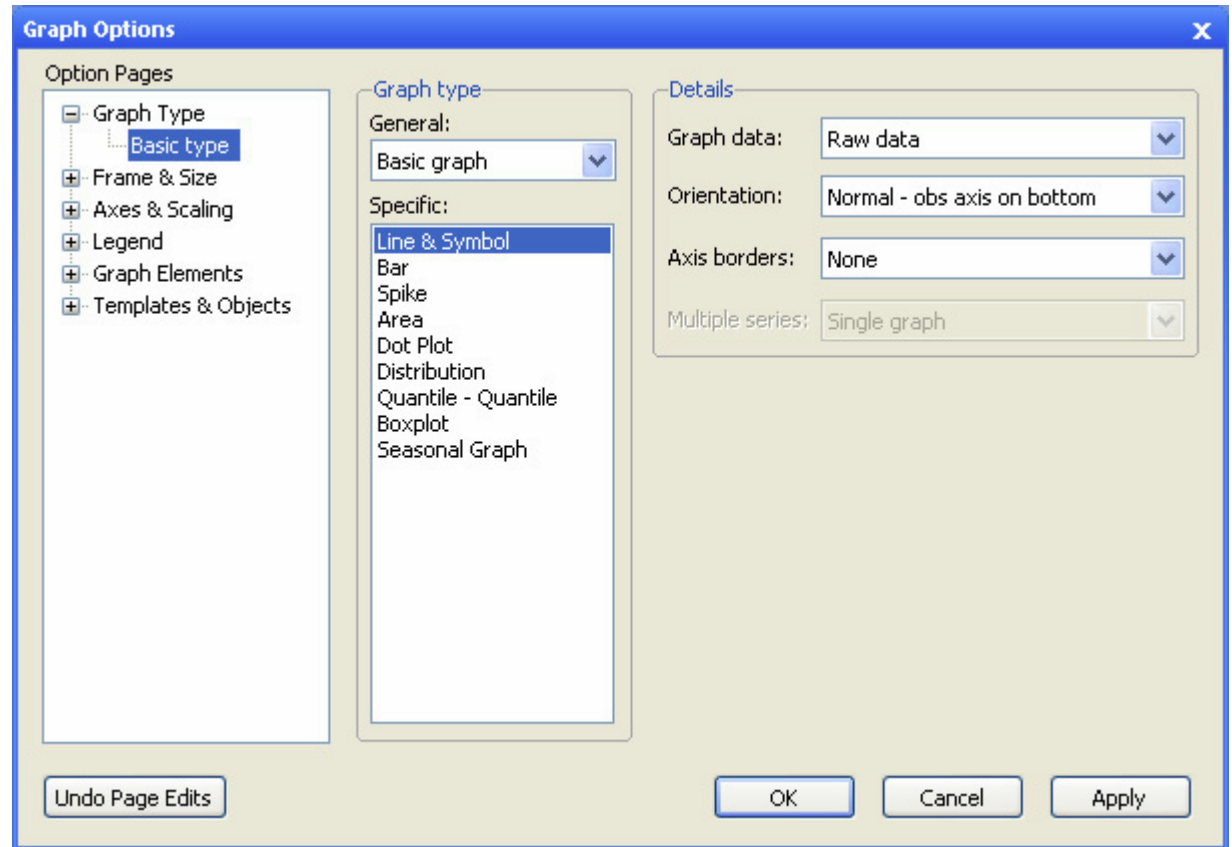 Graph Options
Option Pages
Graph Type
Basic type
Frame & Size
Axes & Scaling
Legend
Graph Elements
Templates & Objects
Graph type
General:
Basic graph
Specific:
Line & Symbol
Bar
Spike
Area
Dot Plot
Distribution
Quantile - Quantile
Boxplot
Seasonal Graph
Details
Graph data: Raw data
Orientation: Normal - obs axis on bottom
Axis borders: None
Multiple series: Single graph
Undo Page Edits
OK
Cancel
Apply